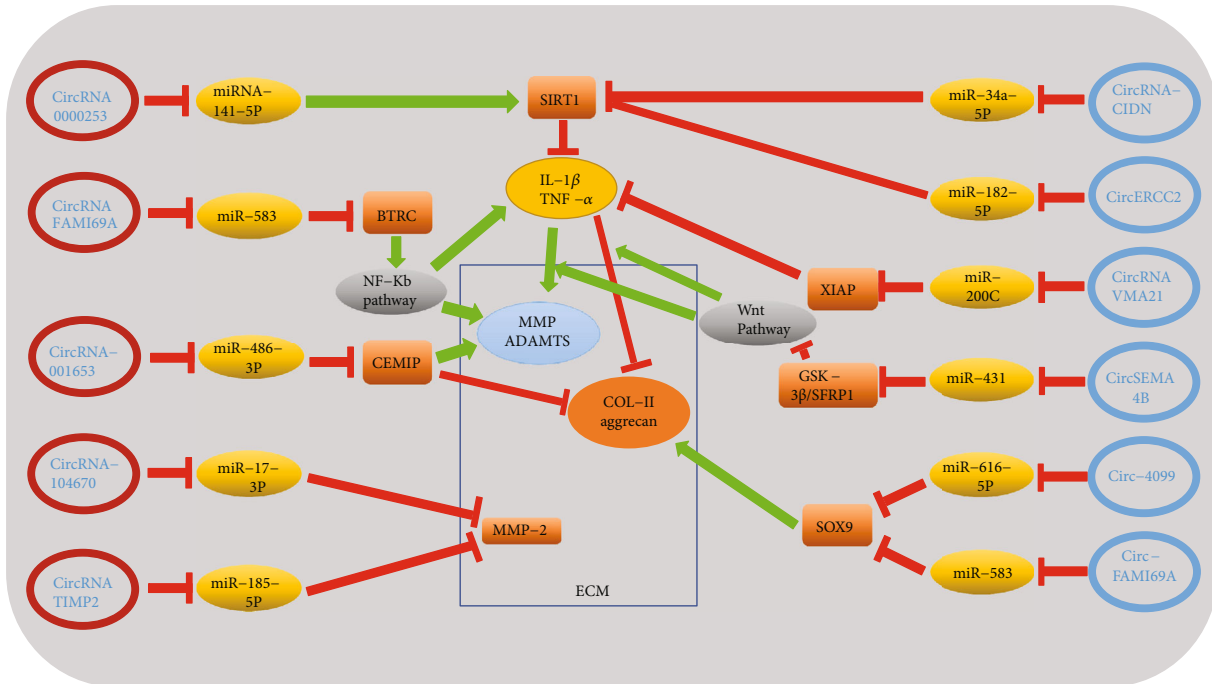 CircRNA
0000253
miRNA–
141–5P
SIRT1
miR–34a–
5P
CircRNA–
CIDN
CircRNA
FAMI69A
miR–583
BTRC
IL–1β
TNF –α
miR–182–
5P
CircERCC2
NF–Kb
pathway
XIAP
miR–
200C
CircRNA
VMA21
Wnt
Pathway
MMP
ADAMTS
CircRNA–
001653
miR–486–
3P
CEMIP
GSK –
3β/SFRP1
miR–431
CircSEMA
4B
COL–II
aggrecan
CircRNA–
104670
miR–17–
3P
miR–616–
5P
Circ–4099
MMP–2
SOX9
CircRNA
TIMP2
miR–185–
5P
ECM
miR–583
Circ–
FAMI69A